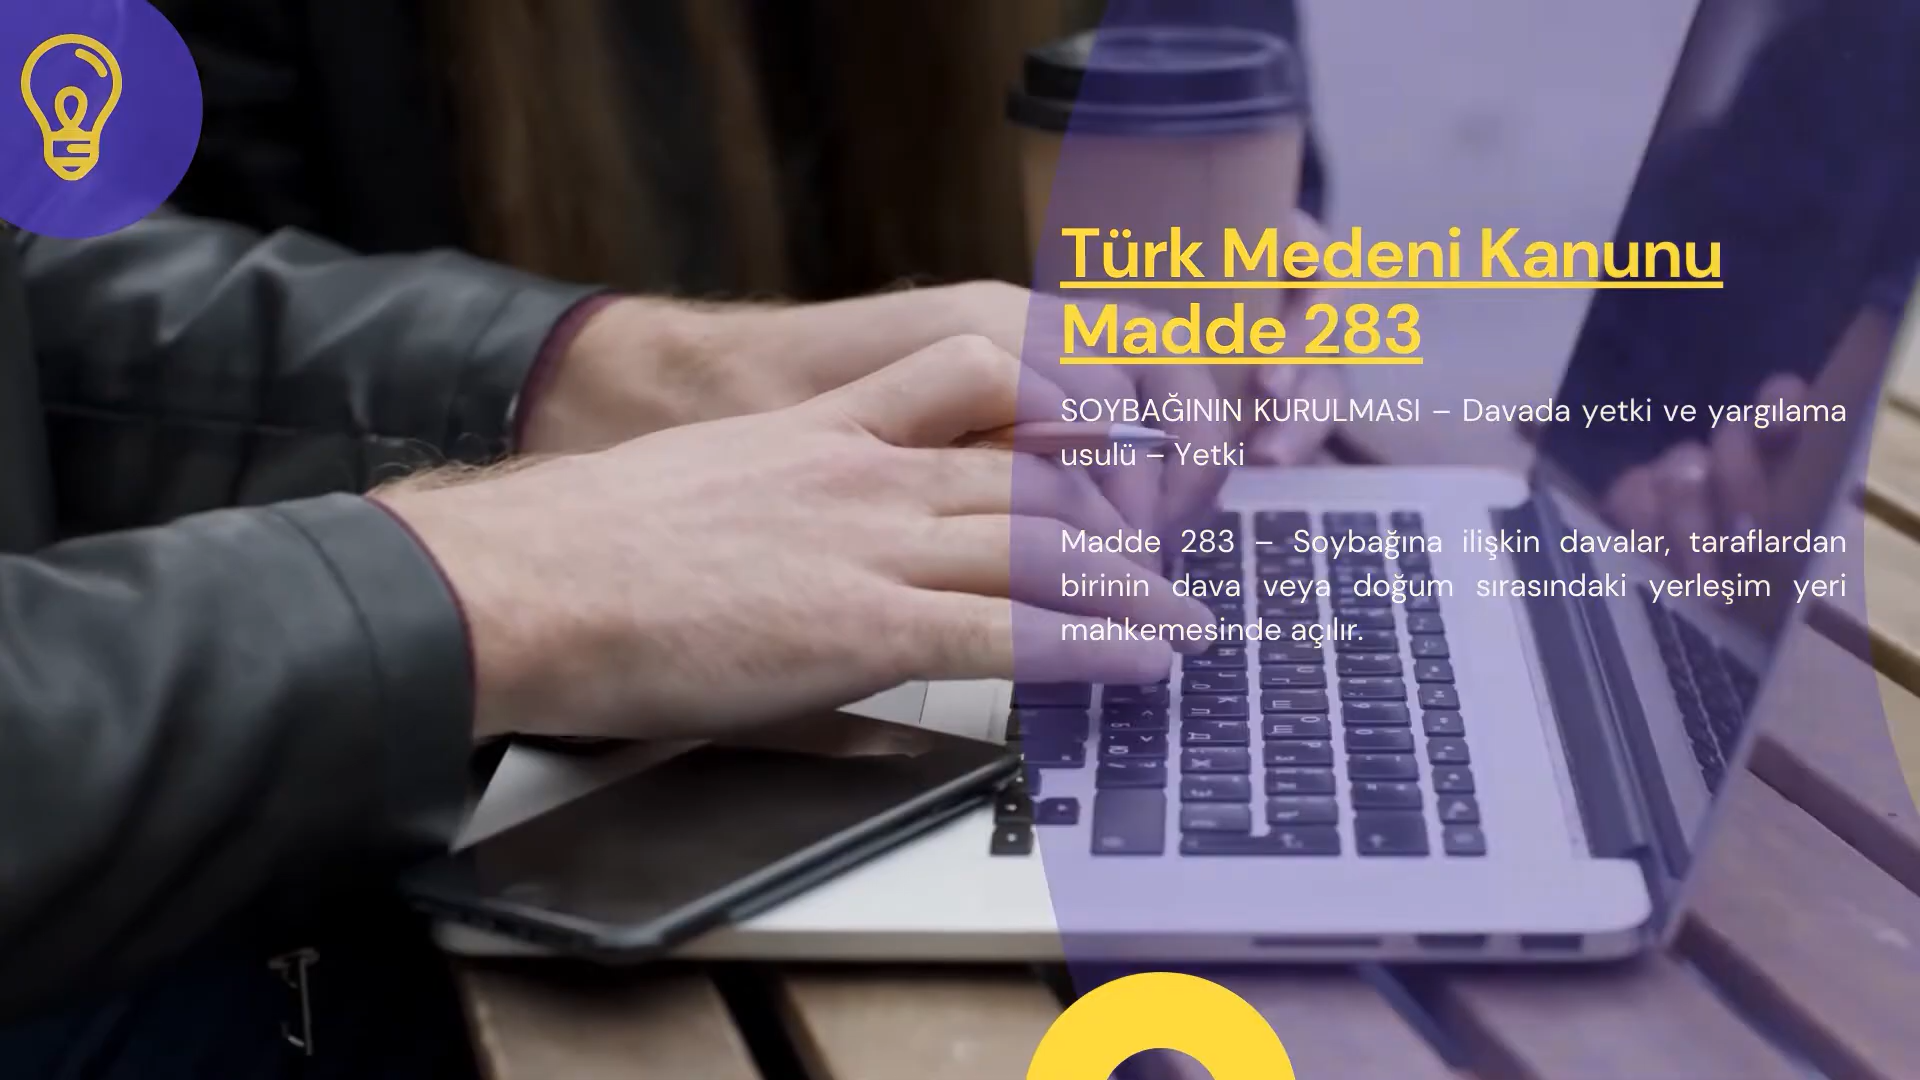 Türk Medeni Kanunu
Madde 283
SOYBAĞININ KURULMASI – Davada yetki ve yargılama
usulü – Yetki
Madde 283 – Soybağına ilişkin davalar, taraflardan
birinin dava veya doğum sırasındaki yerleşim yeri
mahkemesinde açılır.